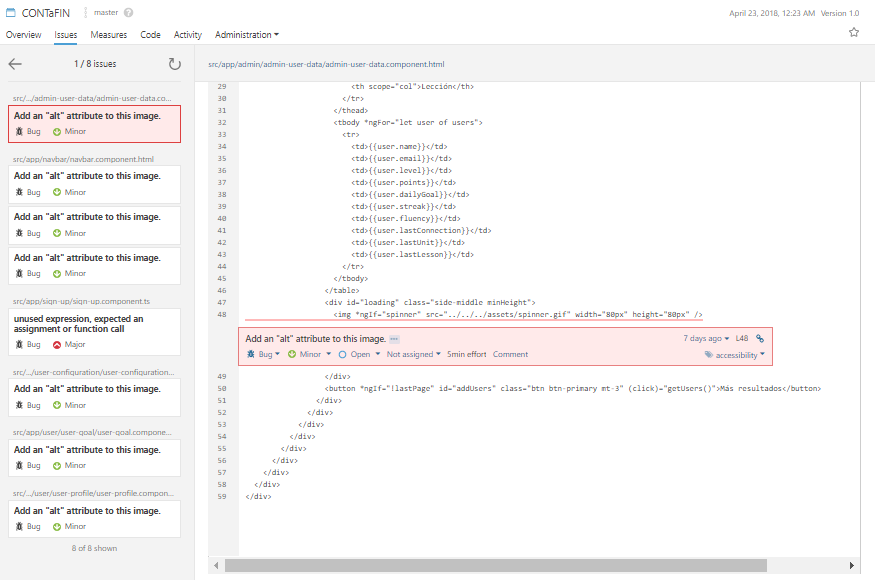 CONTaFIN master ? April 23, 2018, 12:23 AM Version 1.0
Overview Issues Measures Code Activity Administration
1 / 8 issues
src/app/admin/admin-user-data/admin-user-data.component.html
src/.../admin-user-data/admin-user-data.co...
Add an "alt" attribute to this image.
Bug Minor
src/app/navbar/navbar.component.html
Add an "alt" attribute to this image.
Bug Minor
Add an "alt" attribute to this image.
Bug Minor
Add an "alt" attribute to this image.
Bug Minor
src/app/sign-up/sign-up.component.ts
unused expression, expected an
assignment or function call
Bug Major
src/.../user-configuration/user-configuration...
Add an "alt" attribute to this image.
Bug Minor
src/app/user/user-goal/user-goal.compone...
Add an "alt" attribute to this image.
Bug Minor
src/.../user/user-profile/user-profile.compon...
Add an "alt" attribute to this image.
Bug Minor
8 of 8 shown
29 <th scope="col">Lección</th>
30 </tr>
31 </thead>
32 <tbody *ngFor="let user of users">
33 <tr>
34 <td>{{user.name}}</td>
35 <td>{{user.email}}</td>
36 <td>{{user.level}}</td>
37 <td>{{user.points}}</td>
38 <td>{{user.dailyGoal}}</td>
39 <td>{{user.streak}}</td>
40 <td>{{user.fluency}}</td>
41 <td>{{user.lastConnection}}</td>
42 <td>{{user.lastUnit}}</td>
43 <td>{{user.lastLesson}}</td>
44 </tr>
45 </tbody>
46 </table>
47 <div id="loading" class="side-middle minHeight">
48 <img *ngIf="spinner" src="../../../assets/spinner.gif" width="80px" height="80px" />
Add an "alt" attribute to this image. ... 7 days ago L48
Bug Minor Open Not assigned 5min effort Comment accessibility
49 </div>
50 <button *ngIf="!lastPage" id="addUsers" class="btn btn-primary mt-3" (click)="getUsers()">Más resultados</button>
51 </div>
52 </div>
53 </div>
54 </div>
55 </div>
56 </div>
57 </div>
58 </div>
59 </div>